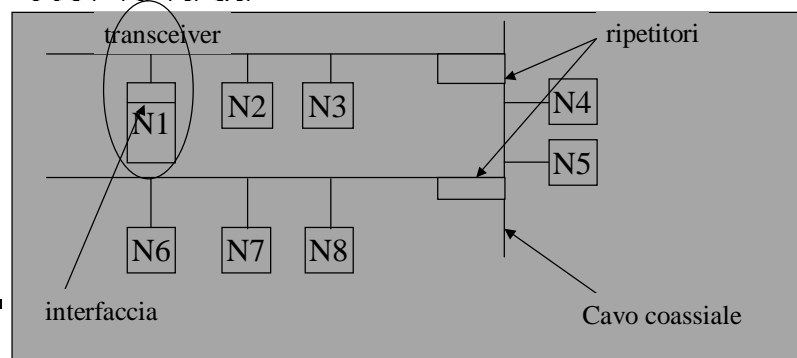 transceiver
ripetitori
N1
N2
N3
N4
N5
N6
N7
N8
interfaccia
Cavo coassiale